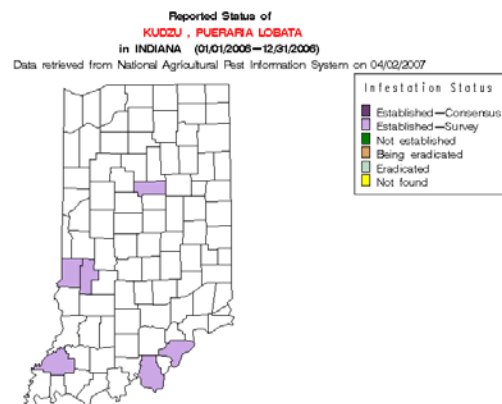 Reported Status of
KUDZU , PUERARIA LOBATA
in INDIANA (01/01/2006—12/31/2006)
Data retrieved from National Agricultural Pest Information System on 04/02/2007
Infestation Status
Established—Consensus
Established—Survey
Not established
Being eradicated
Eradicated
Not found